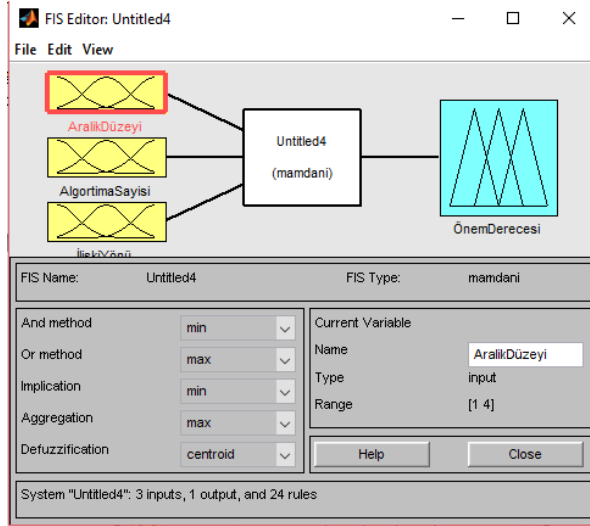 FIS Editor: Untitled4
File Edit View
AralikDüzeyi
AlgortimaSayisi
İlişkiYönü
Untitled4
(mamdani)
ÖnemDerecesi
FIS Name: Untitled4 FIS Type: mamdani
And method min
Or method max
Implication min
Aggregation max
Defuzzification centroid
Current Variable
Name AralikDüzeyi
Type input
Range [1 4]
Help Close
System "Untitled4": 3 inputs, 1 output, and 24 rules